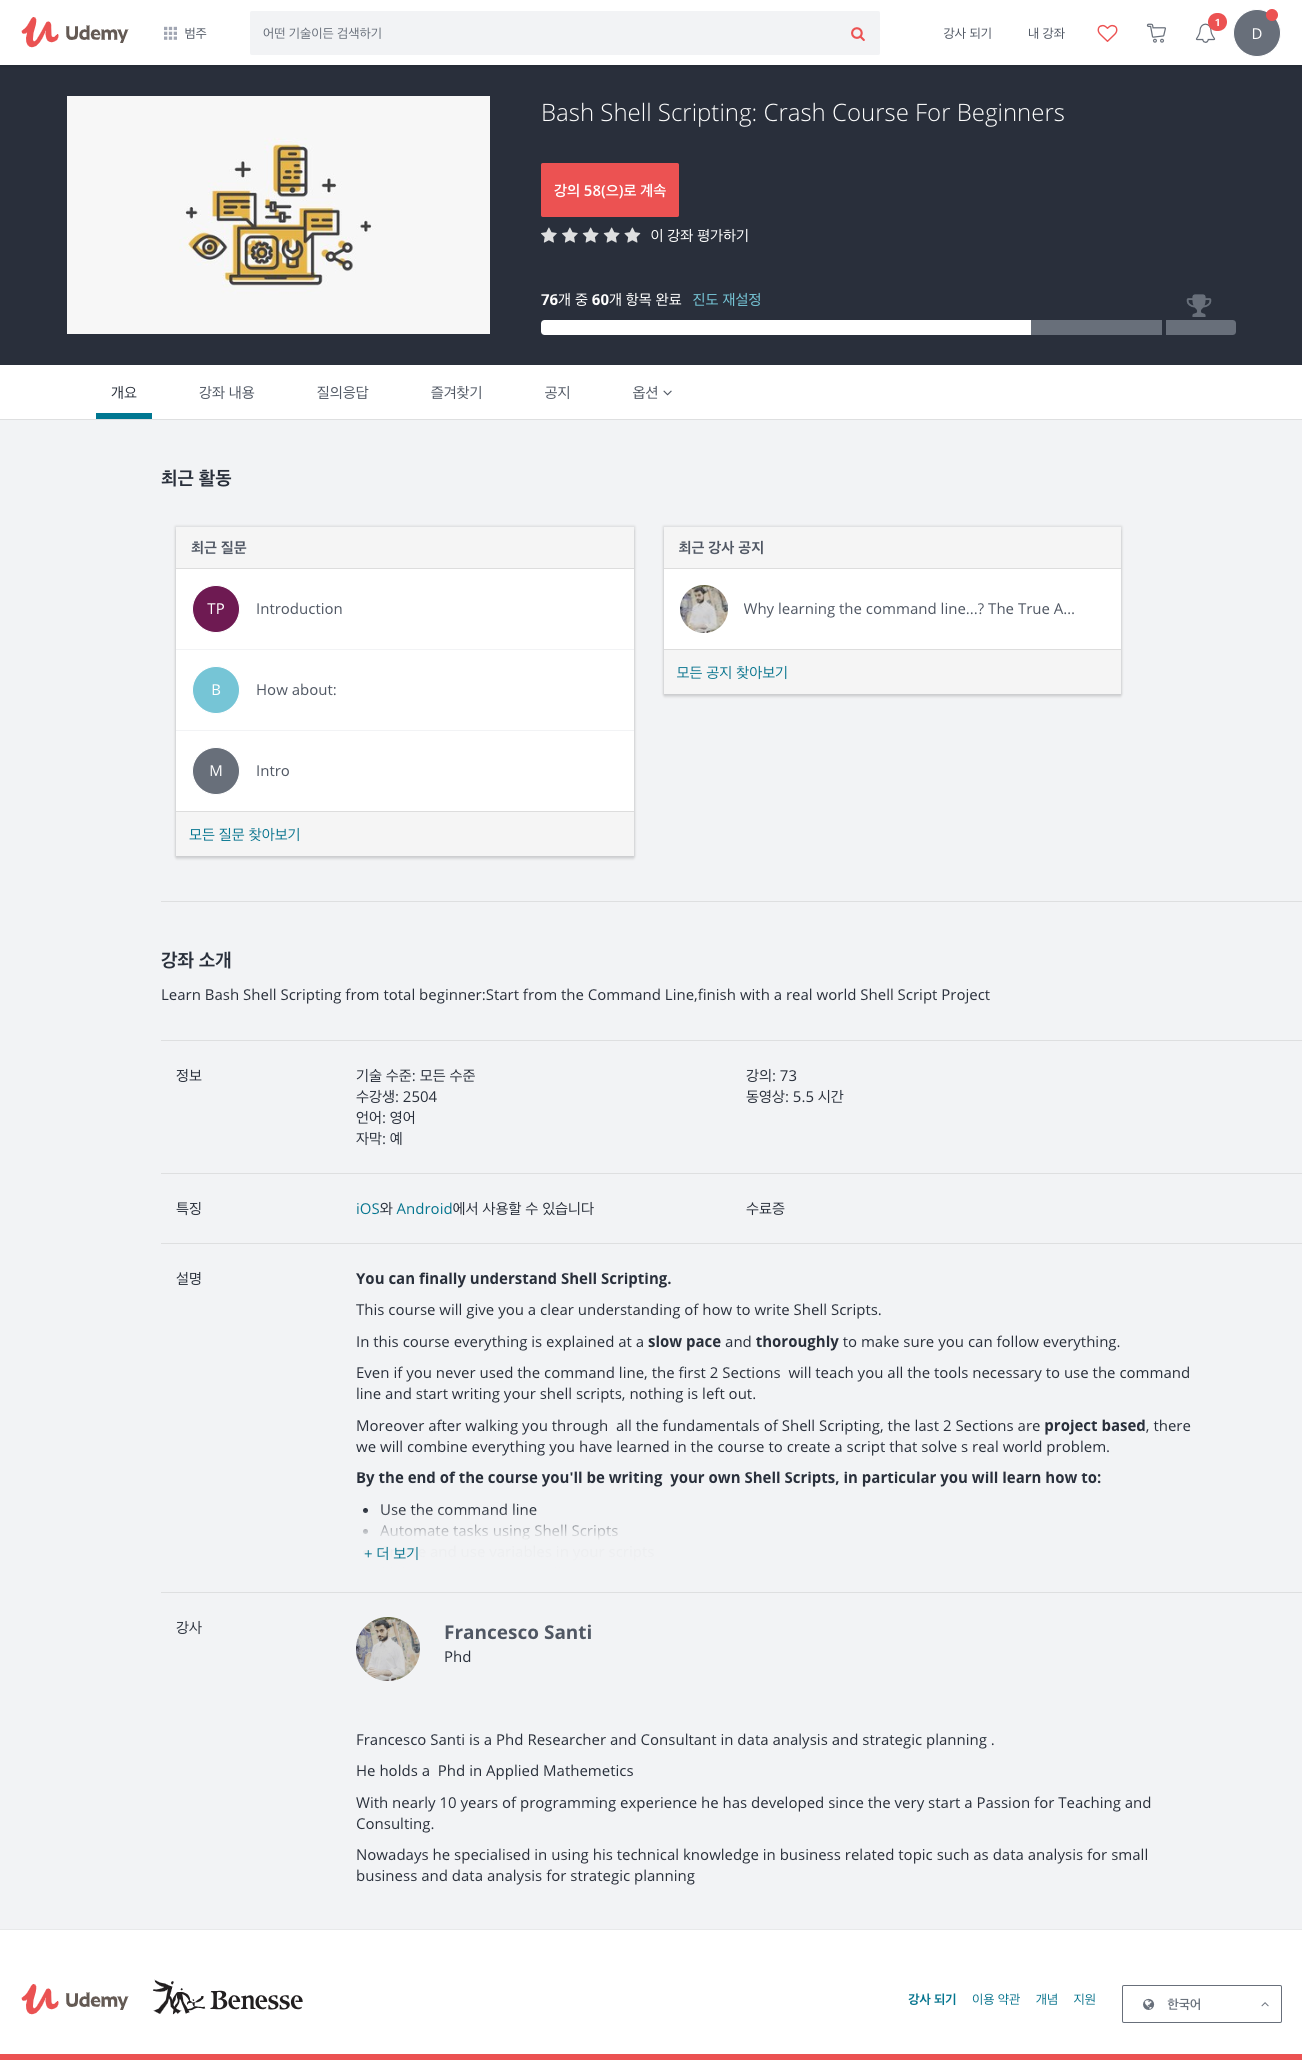 Udemy
범주
어떤 기술이든 검색하기
강사 되기
내 강좌
1
D
Bash Shell Scripting: Crash Course For Beginners
강의 58(으)로 계속
이 강좌 평가하기
76개 중 60개 항목 완료 진도 재설정
개요
강좌 내용
질의응답
즐겨찾기
공지
옵션
최근 활동
최근 질문
TP Introduction
B How about:
M Intro
모든 질문 찾아보기
최근 강사 공지
Why learning the command line...? The True A...
모든 공지 찾아보기
강좌 소개
Learn Bash Shell Scripting from total beginner:Start from the Command Line,finish with a real world Shell Script Project
정보
기술 수준: 모든 수준
수강생: 2504
언어: 영어
자막: 예
강의: 73
동영상: 5.5 시간
특징
iOS와 Android에서 사용할 수 있습니다
수료증
설명
You can finally understand Shell Scripting.
This course will give you a clear understanding of how to write Shell Scripts.
In this course everything is explained at a slow pace and thoroughly to make sure you can follow everything.
Even if you never used the command line, the first 2 Sections  will teach you all the tools necessary to use the command
line and start writing your shell scripts, nothing is left out.
Moreover after walking you through  all the fundamentals of Shell Scripting, the last 2 Sections are project based, there
we will combine everything you have learned in the course to create a script that solve s real world problem.
By the end of the course you'll be writing  your own Shell Scripts, in particular you will learn how to:
Use the command line
Automate tasks using Shell Scripts
+ 더 보기
강사
Francesco Santi
Phd
Francesco Santi is a Phd Researcher and Consultant in data analysis and strategic planning .
He holds a  Phd in Applied Mathemetics
With nearly 10 years of programming experience he has developed since the very start a Passion for Teaching and
Consulting.
Nowadays he specialised in using his technical knowledge in business related topic such as data analysis for small
business and data analysis for strategic planning
Udemy
Benesse
강사 되기
이용 약관
개념
지원
한국어